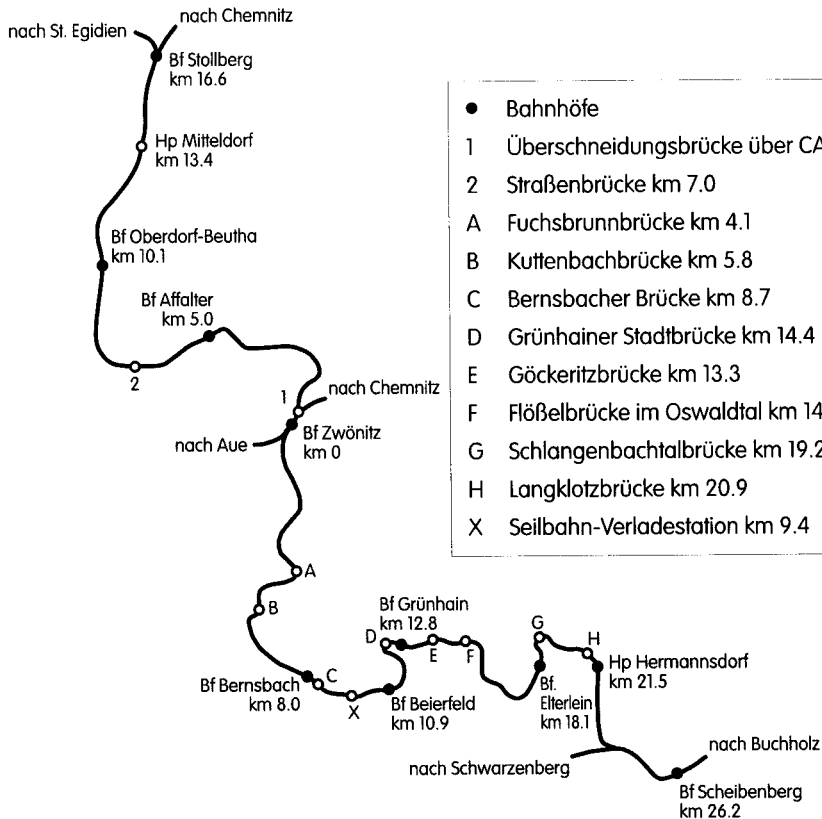 nach St. Egidien
nach Chemnitz
Bf Stollberg
km 16.6
Hp Mitteldorf
km 13.4
Bf Oberdorf-Beutha
km 10.1
Bf Affalter
km 5.0
2
1
nach Chemnitz
nach Aue
Bf Zwönitz
km 0
A
B
Bf Bernsbach
km 8.0
C
X
Bf Beierfeld
km 10.9
D
Bf Grünhain
km 12.8
E
F
G
Bf.
Elterlein
km 18.1
H
Hp Hermannsdorf
km 21.5
nach Schwarzenberg
nach Buchholz
Bf Scheibenberg
km 26.2
● Bahnhöfe
1 Überschneidungsbrücke über CA
2 Straßenbrücke km 7.0
A Fuchsbrunnbrücke km 4.1
B Kuttenbachbrücke km 5.8
C Bernsbacher Brücke km 8.7
D Grünhainer Stadtbrücke km 14.4
E Göckeritzbrücke km 13.3
F Flößelbrücke im Oswaldtal km 14
G Schlangenbachtalbrücke km 19.2
H Langklotzbrücke km 20.9
X Seilbahn-Verladestation km 9.4